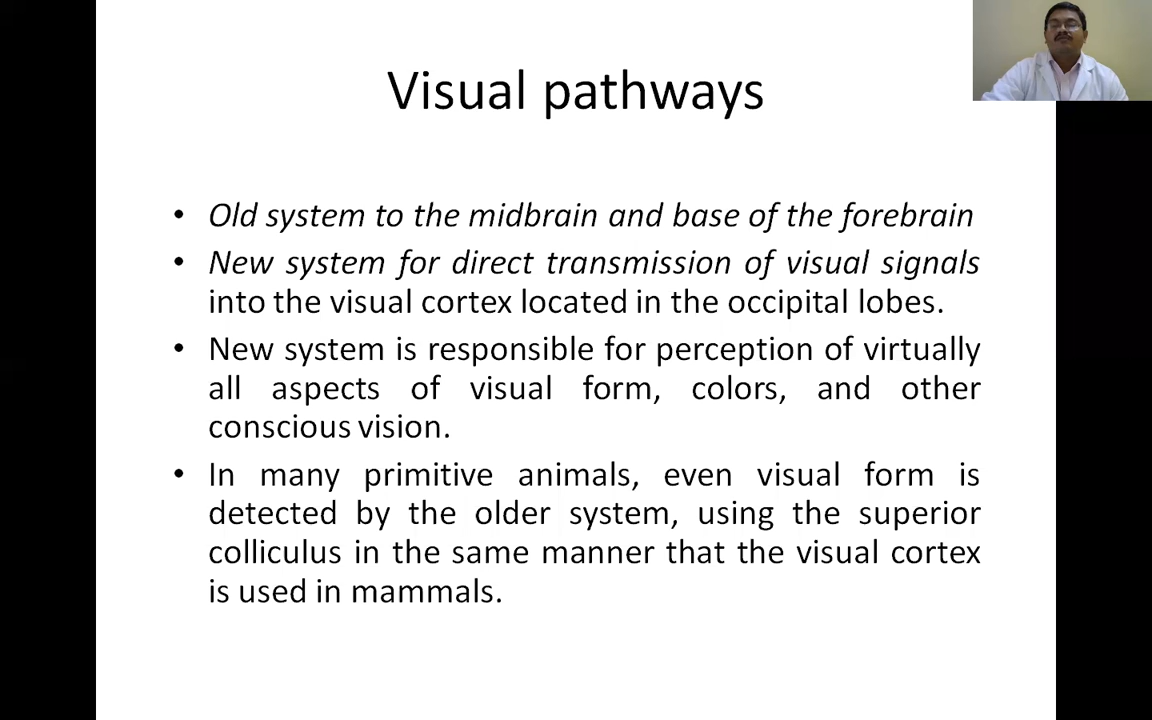 Visual pathways
• Old system to the midbrain and base of the forebrain
• New system for direct transmission of visual signals
into the visual cortex located in the occipital lobes.
• New system is responsible for perception of virtually
all aspects of visual form, colors, and other
conscious vision.
• In many primitive animals, even visual form is
detected by the older system, using the superior
colliculus in the same manner that the visual cortex
is used in mammals.